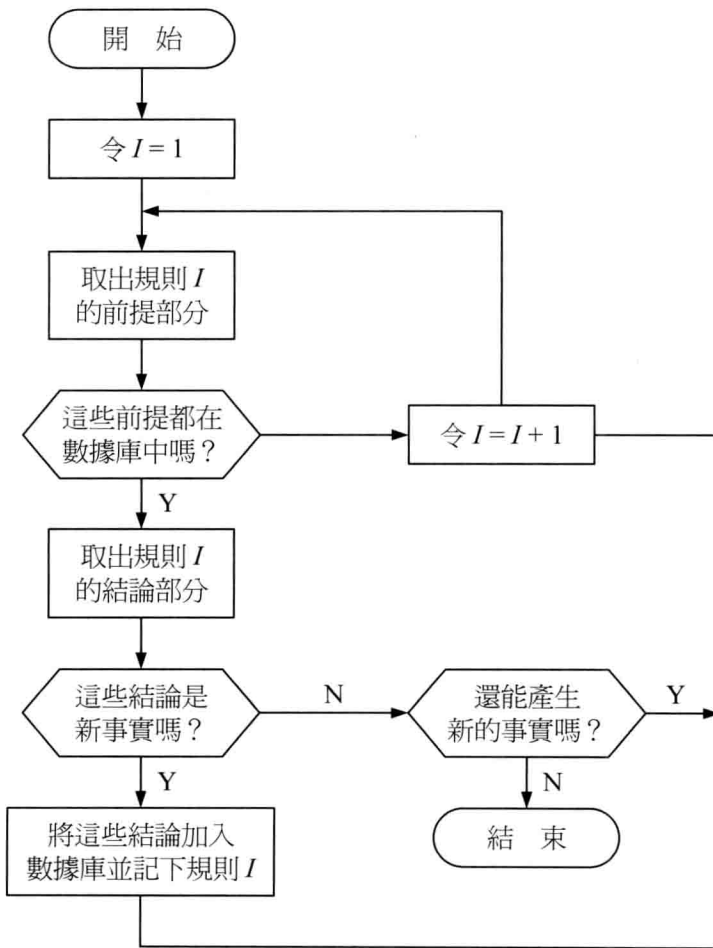 開 始
令 I = 1
取出規則 I
的前提部分
這些前提都在
數據庫中嗎？
令 I = I + 1
Y
取出規則 I
的結論部分
這些結論是
新事實嗎？
N
還能產生
新的事實嗎？
Y
Y
N
將這些結論加入
數據庫並記下規則 I
結 束